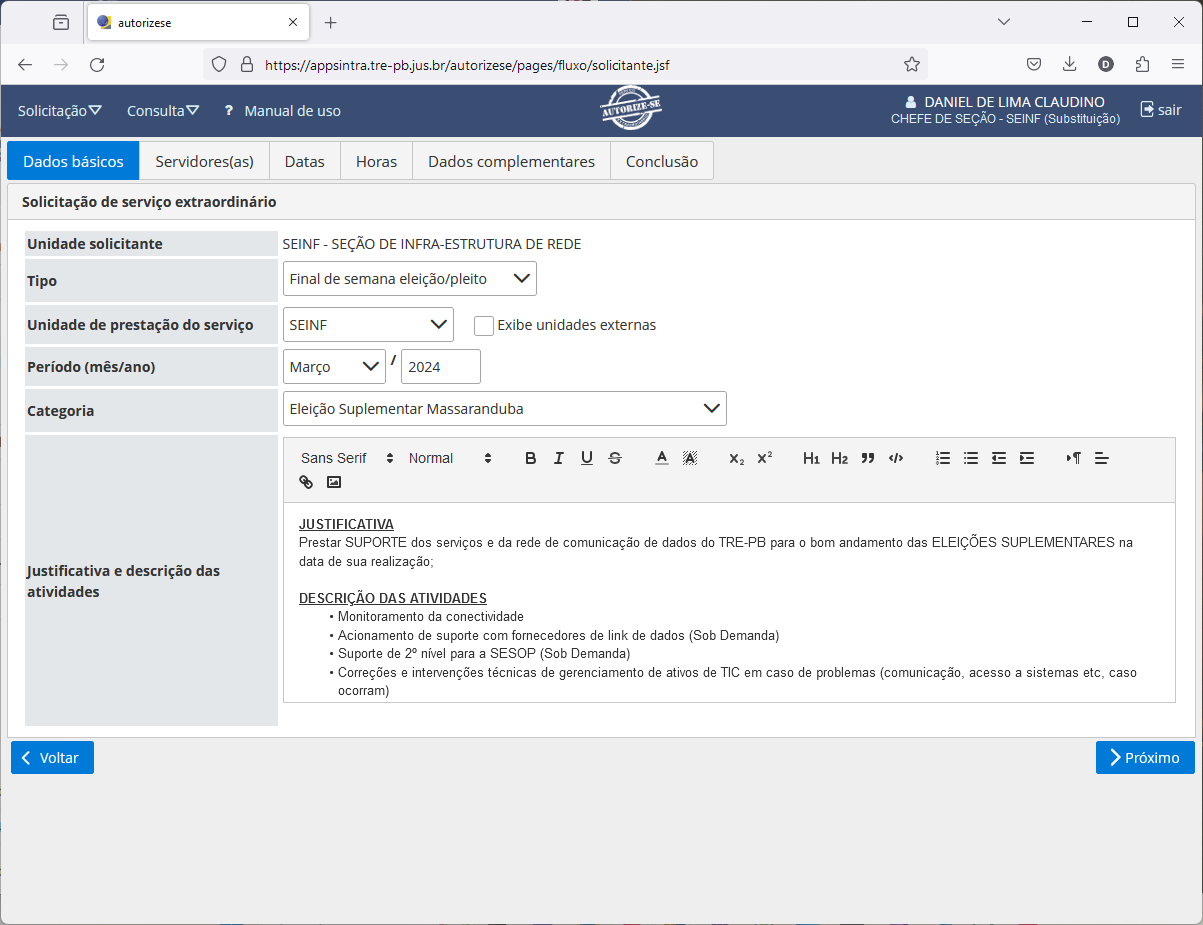 autorizese
https://appsintra.tre-pb.jus.br/autorizese/pages/fluxo/solicitante.jsf
D
Solicitação
Consulta
? Manual de uso
AUTORIZE-SE
DANIEL DE LIMA CLAUDINO
CHEFE DE SEÇÃO - SEINF (Substituição)
sair
Dados básicos
Servidores(as)
Datas
Horas
Dados complementares
Conclusão
Solicitação de serviço extraordinário
Unidade solicitante
SEINF - SEÇÃO DE INFRA-ESTRUTURA DE REDE
Tipo
Final de semana eleição/pleito
Unidade de prestação do serviço
SEINF
Exibe unidades externas
Período (mês/ano)
Março / 2024
Categoria
Eleição Suplementar Massaranduba
Justificativa e descrição das
atividades
Sans Serif
Normal
B I U S A A X₂ X² H1 H2
JUSTIFICATIVA
Prestar SUPORTE dos serviços e da rede de comunicação de dados do TRE-PB para o bom andamento das ELEIÇÕES SUPLEMENTARES na
data de sua realização;
DESCRIÇÃO DAS ATIVIDADES
• Monitoramento da conectividade
• Acionamento de suporte com fornecedores de link de dados (Sob Demanda)
• Suporte de 2º nível para a SESOP (Sob Demanda)
• Correções e intervenções técnicas de gerenciamento de ativos de TIC em caso de problemas (comunicação, acesso a sistemas etc, caso
ocorram)
Voltar
Próximo